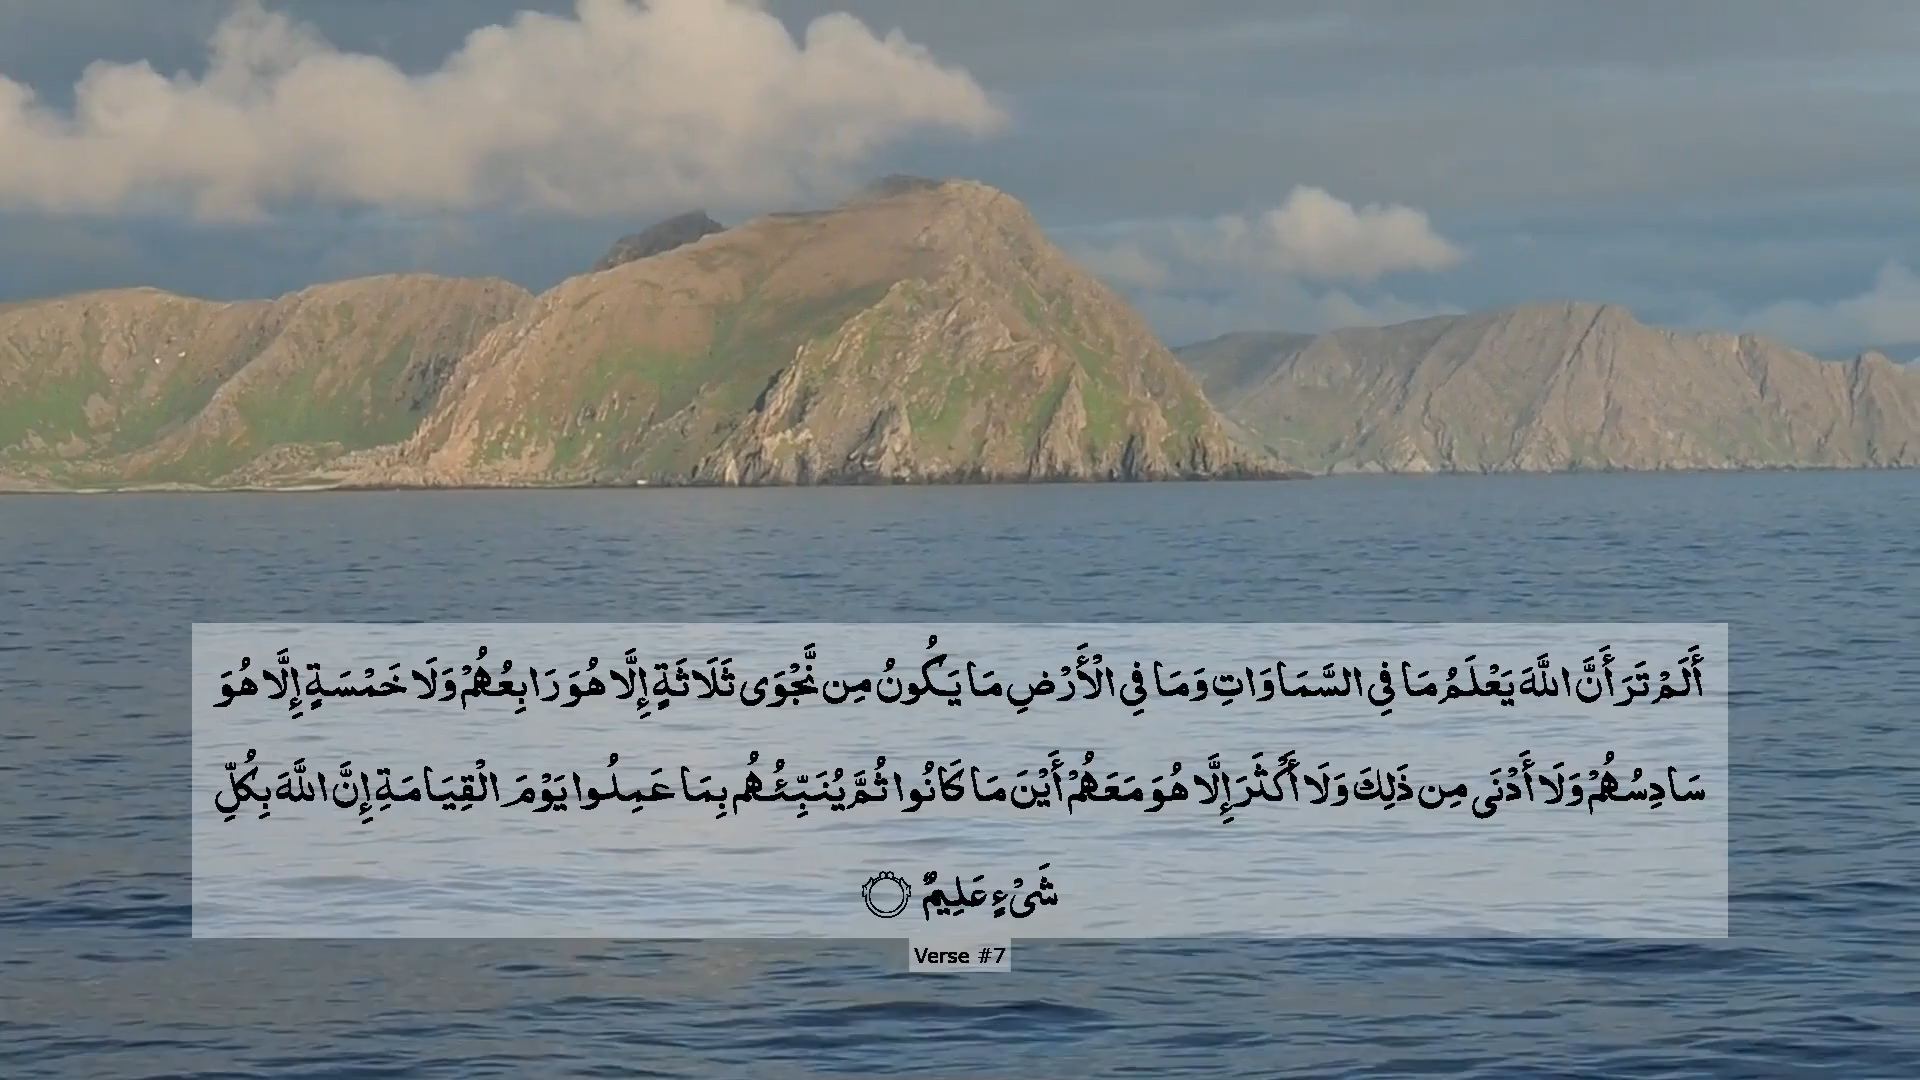 أَلَمْ تَرَ أَنَّ اللَّهَ يَعْلَمُ مَا فِي السَّمَاوَاتِ وَمَا فِي الْأَرْضِ مَا يَكُونُ مِن نَّجْوَى ثَلَاثَةٍ إِلَّا هُوَ رَابِعُهُمْ وَلَا خَمْسَةٍ إِلَّا هُوَ
سَادِسُهُمْ وَلَا أَدْنَى مِن ذَلِكَ وَلَا أَكْثَرَ إِلَّا هُوَ مَعَهُمْ أَيْنَ مَا كَانُوا ثُمَّ يُنَبِّئُهُم بِمَا عَمِلُوا يَوْمَ الْقِيَامَةِ إِنَّ اللَّهَ بِكُلِّ
شَيْءٍ عَلِيمٌ ۝
Verse #7